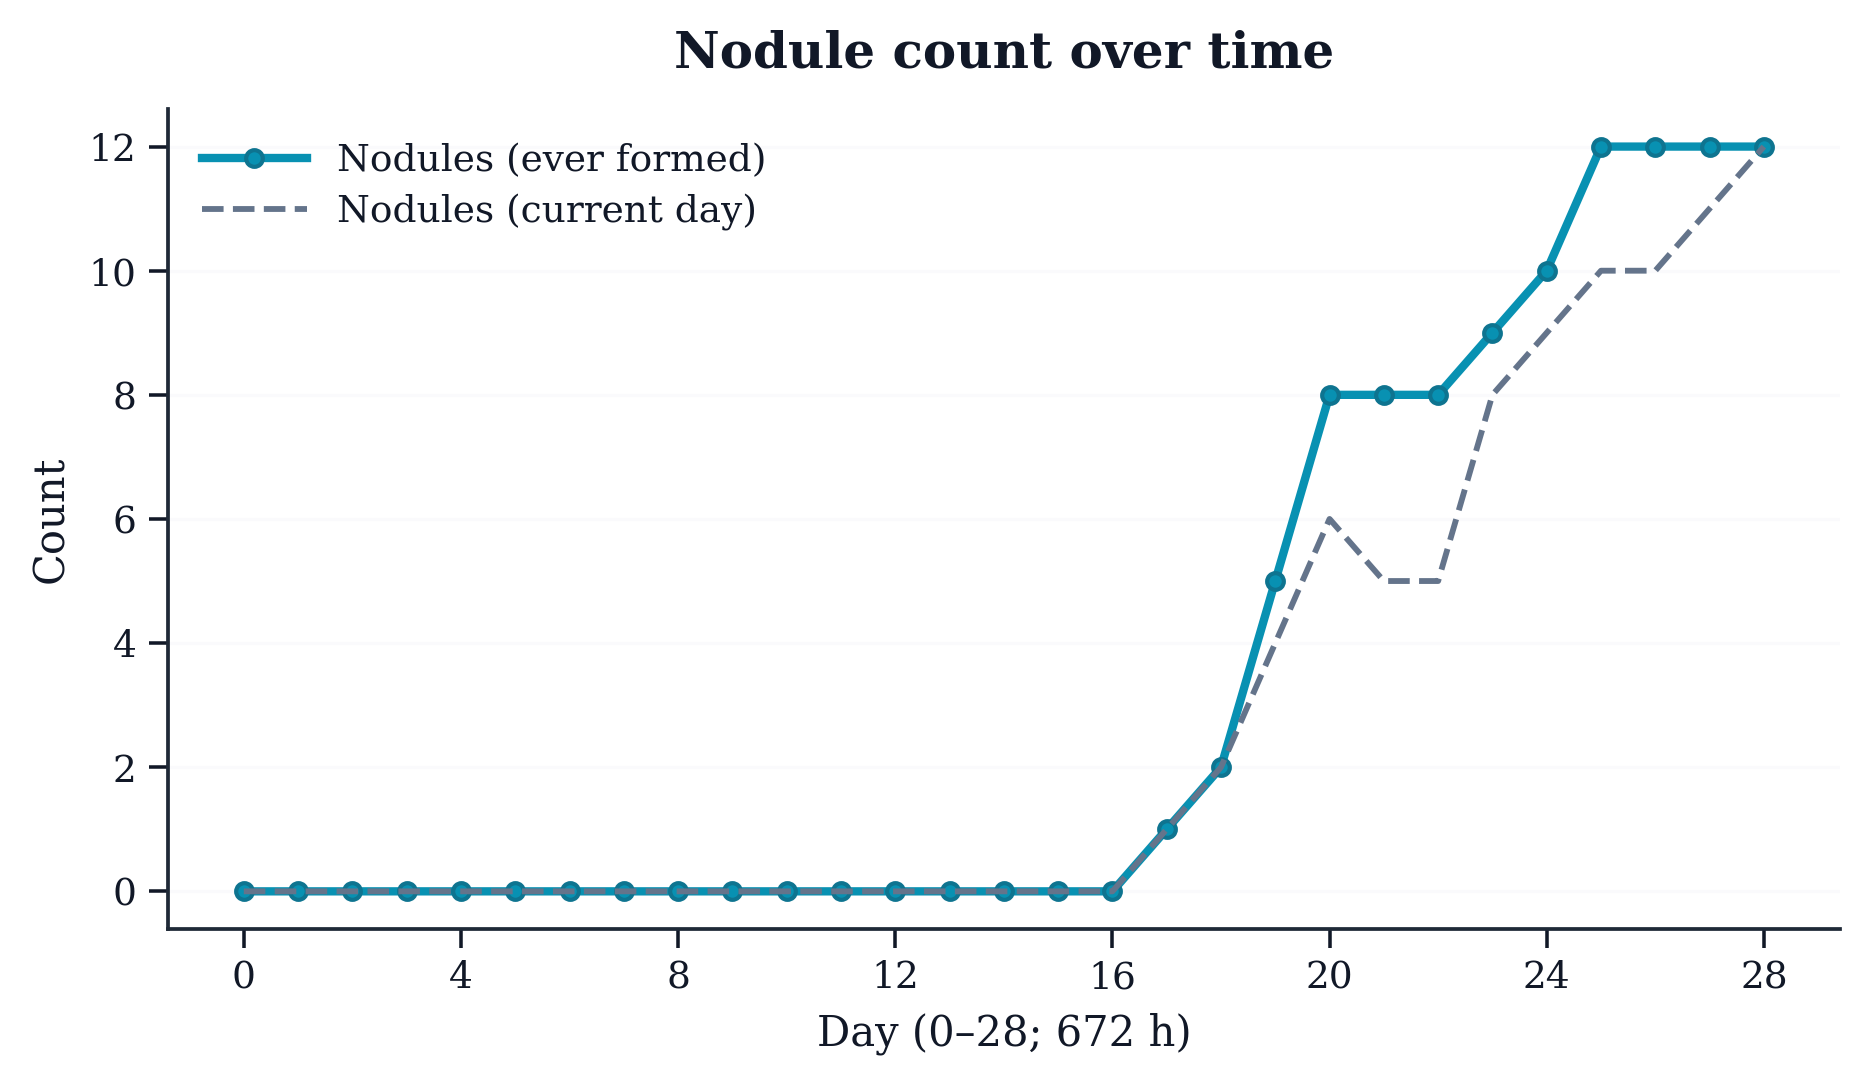 Nodule count over time
Nodules (ever formed)
Nodules (current day)
Count
12
10
8
6
4
2
0
0 4 8 12 16 20 24 28
Day (0–28; 672 h)